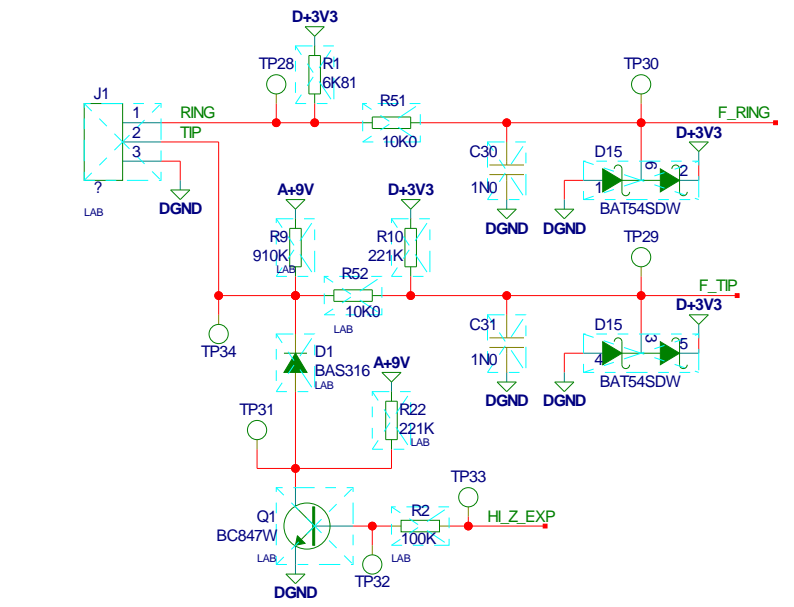 D+3V3
TP28
R1
6K81
TP30
J1
1
RING
R51
10K0
F_RING
2
TIP
3
?
LAB
DGND
C30
1N0
DGND
D15
1
6
2
D+3V3
BAT54SDW
DGND
A+9V
D+3V3
R9
910K
LAB
R10
221K
TP29
R52
10K0
LAB
F_TIP
TP34
C31
1N0
DGND
D15
4
3
5
D+3V3
BAT54SDW
DGND
D1
BAS316
LAB
A+9V
R22
221K
LAB
TP31
TP33
Q1
BC847W
LAB
R2
100K
LAB
HI_Z_EXP
TP32
DGND